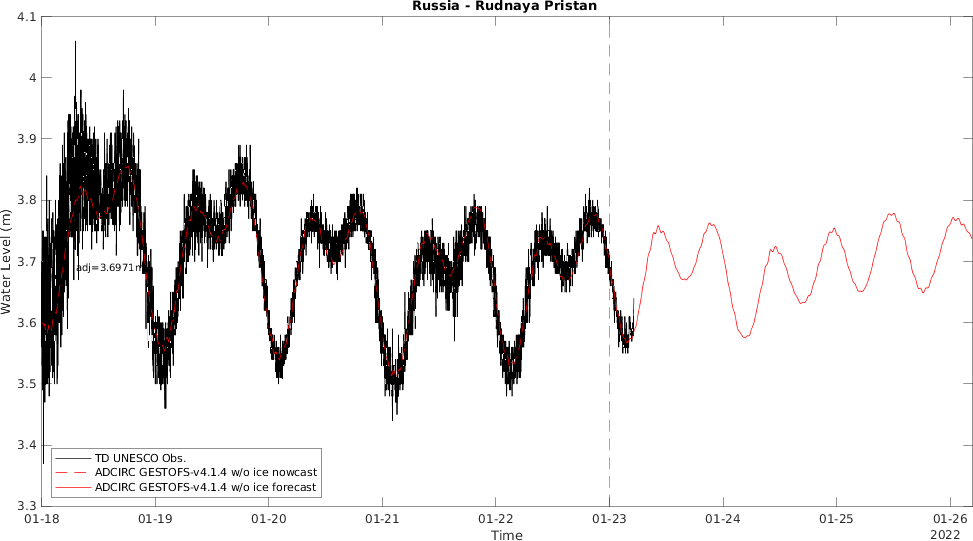 Russia - Rudnaya Pristan
4.1
4
3.9
3.8
3.7
3.6
3.5
3.4
3.3
Water Level (m)
adj=3.6971m
TD UNESCO Obs.
ADCIRC GESTOFS-v4.1.4 w/o ice nowcast
ADCIRC GESTOFS-v4.1.4 w/o ice forecast
01-18 01-19 01-20 01-21 01-22 01-23 01-24 01-25 01-26
Time
2022